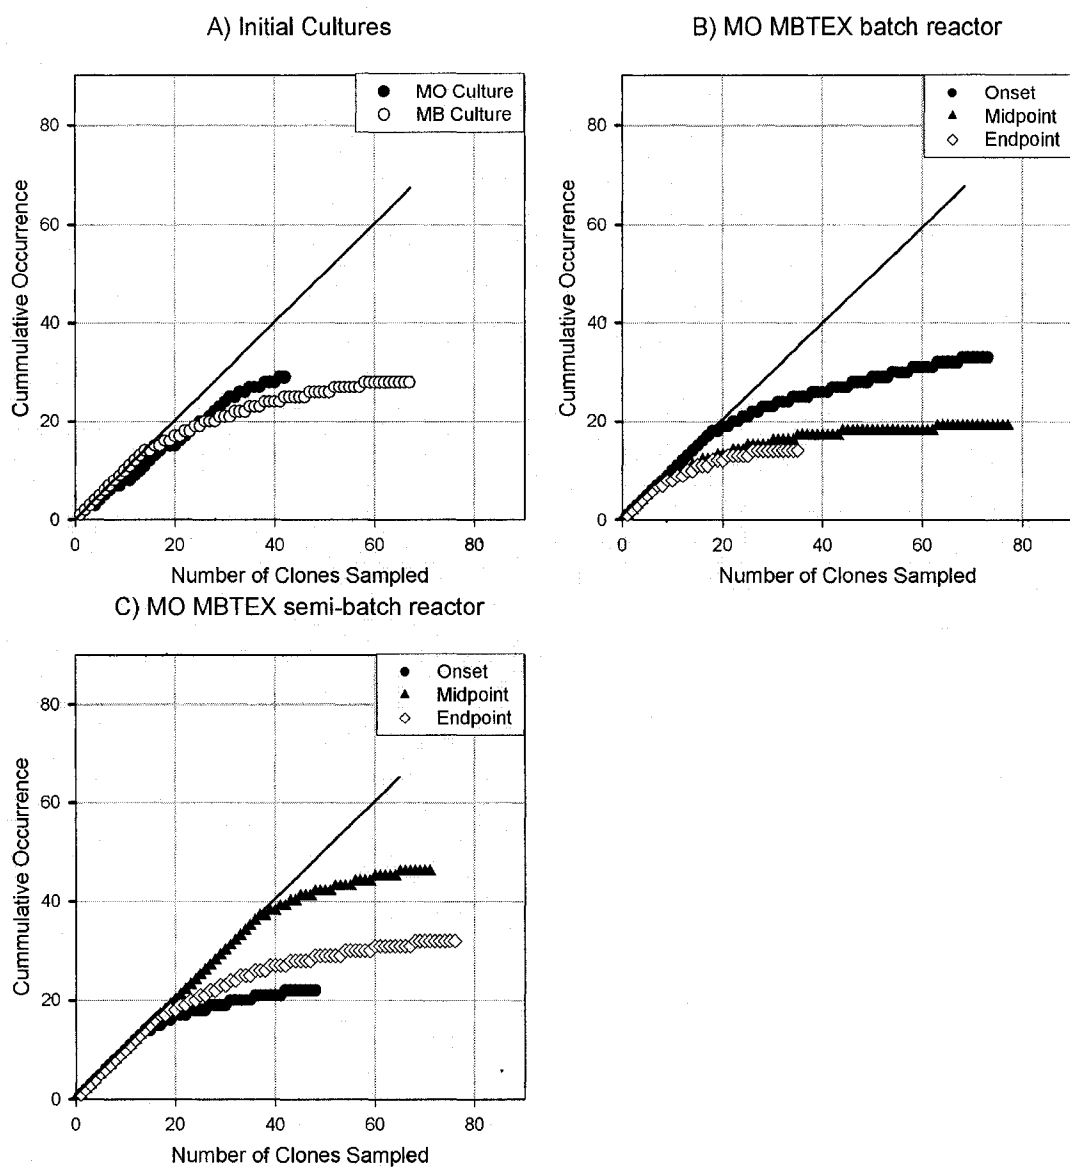 A) Initial Cultures
MO Culture
MB Culture
80
60
40
20
0
0 20 40 60 80
Cummulative Occurrence
Number of Clones Sampled
B) MO MBTEX batch reactor
Onset
Midpoint
Endpoint
80
60
40
20
0
0 20 40 60 80
Cummulative Occurrence
Number of Clones Sampled
C) MO MBTEX semi-batch reactor
Onset
Midpoint
Endpoint
80
60
40
20
0
0 20 40 60 80
Cummulative Occurrence
Number of Clones Sampled